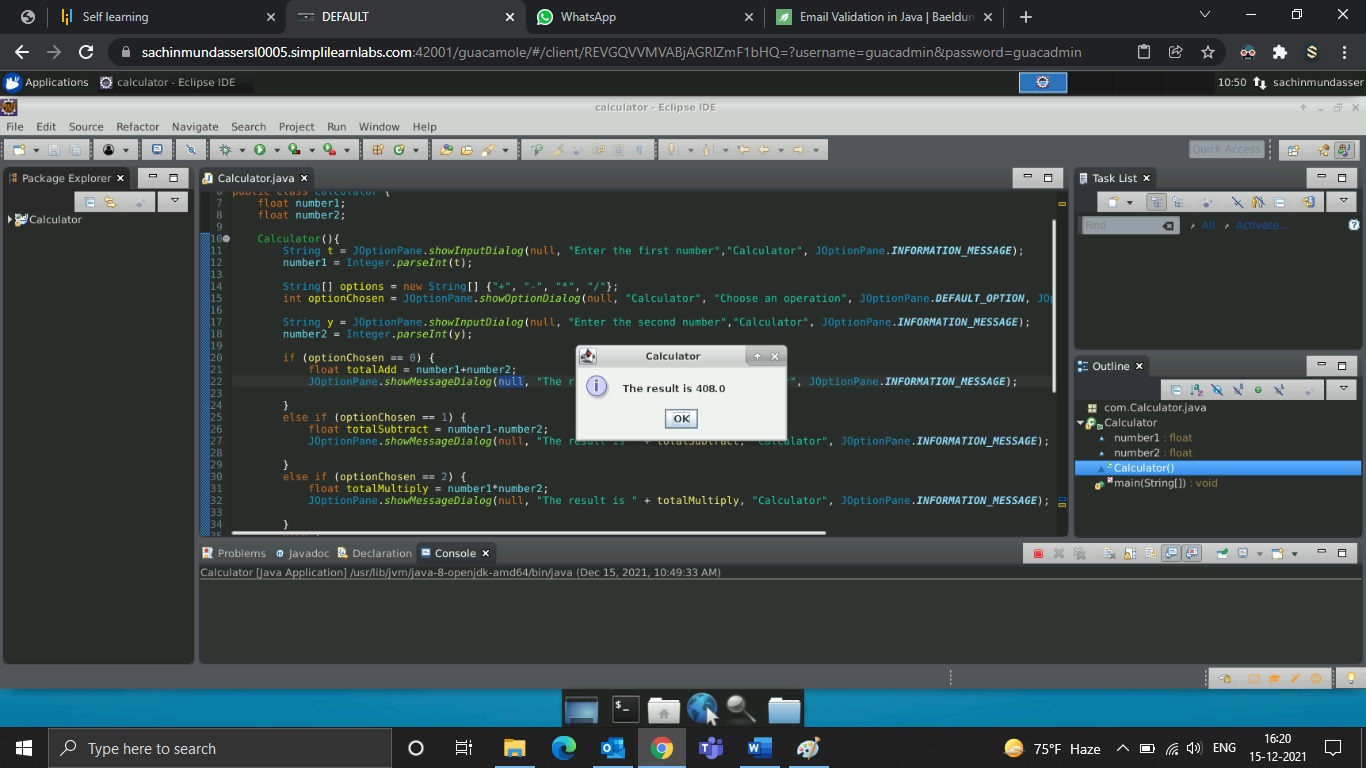 Self learning
DEFAULT
WhatsApp
Email Validation in Java | Baeldun
sachinmundassersl0005.simplilearnlabs.com:42001/guacamole/#/client/REVGQVVMVABjAGRlZmF1bHQ=?username=guacadmin&password=guacadmin
Applications
calculator - Eclipse IDE
10:50
sachinmundasser
calculator - Eclipse IDE
File Edit Source Refactor Navigate Search Project Run Window Help
Quick Access
Package Explorer
Calculator.java
Task List
Calculator
Find
All
Activate...
6 public class Calculator {
7 float number1;
8 float number2;
9
10 Calculator(){
11 String t = JOptionPane.showInputDialog(null, "Enter the first number","Calculator", JOptionPane.INFORMATION_MESSAGE);
12 number1 = Integer.parseInt(t);
13
14 String[] options = new String[] {"+", "-", "*", "/"};
15 int optionChosen = JOptionPane.showOptionDialog(null, "Calculator", "Choose an operation", JOptionPane.DEFAULT_OPTION, JO
16
17 String y = JOptionPane.showInputDialog(null, "Enter the second number","Calculator", JOptionPane.INFORMATION_MESSAGE);
18 number2 = Integer.parseInt(y);
19
20 if (optionChosen == 0) {
21 float totalAdd = number1+number2;
22 JOptionPane.showMessageDialog(null, "The r ", JOptionPane.INFORMATION_MESSAGE);
23
24 }
25 else if (optionChosen == 1) {
26 float totalSubtract = number1-number2;
27 JOptionPane.showMessageDialog(null, "The result is " + totalSubtract, "Calculator", JOptionPane.INFORMATION_MESSAGE);
28
29 }
30 else if (optionChosen == 2) {
31 float totalMultiply = number1*number2;
32 JOptionPane.showMessageDialog(null, "The result is " + totalMultiply, "Calculator", JOptionPane.INFORMATION_MESSAGE);
33
34 }
Calculator
The result is 408.0
OK
Outline
com.Calculator.java
Calculator
number1 : float
number2 : float
Calculator()
main(String[]) : void
Problems
Javadoc
Declaration
Console
Calculator [Java Application] /usr/lib/jvm/java-8-openjdk-amd64/bin/java (Dec 15, 2021, 10:49:33 AM)
Type here to search
75°F Haze
ENG
16:20
15-12-2021